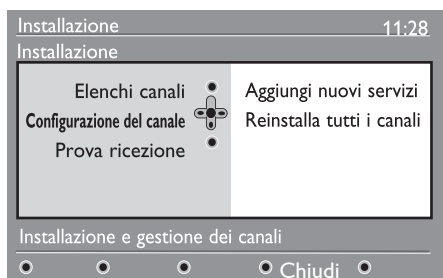 Installazione 11:28
Installazione
Elenchi canali
Configurazione del canale
Prova ricezione
Aggiungi nuovi servizi
Reinstalla tutti i canali
Installazione e gestione dei canali
Chiudi